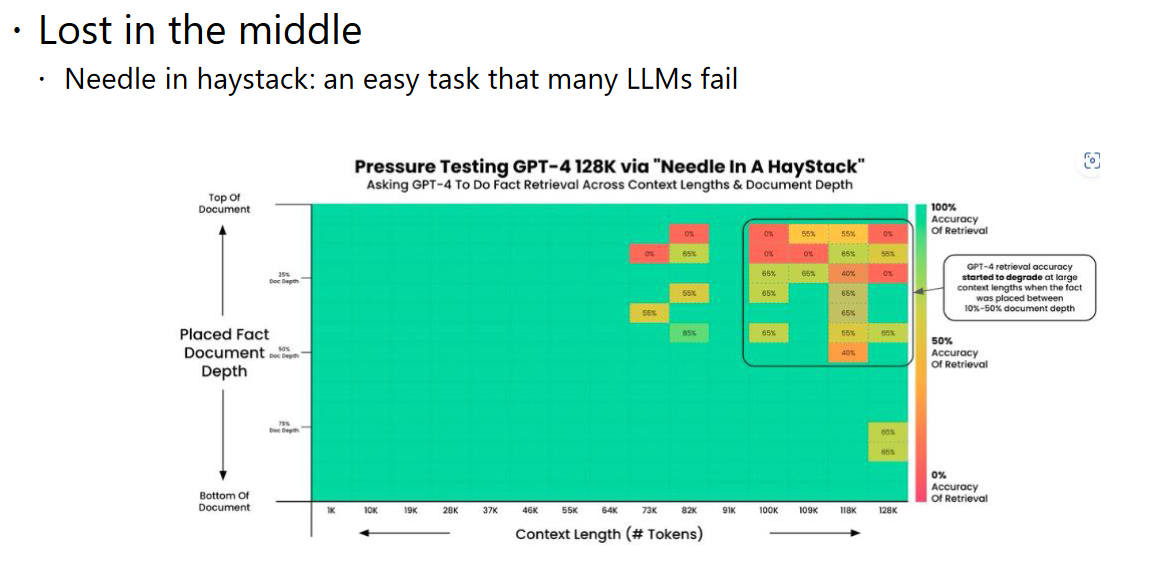 • Lost in the middle
• Needle in haystack: an easy task that many LLMs fail
Pressure Testing GPT-4 128K via "Needle In A HayStack"
Asking GPT-4 To Do Fact Retrieval Across Context Lengths & Document Depth
Top Of
Document
25%
Doc Depth
Placed Fact
Document
Depth
50%
Doc Depth
75%
Doc Depth
Bottom Of
Document
0% 0% 55% 55% 0%
0% 65% 0% 0% 65% 55%
65% 65% 40% 0%
55% 65% 65%
55% 65%
85% 65% 55% 65%
40%
65%
65%
100%
Accuracy
Of Retrieval
GPT-4 retrieval accuracy
started to degrade at large
context lengths when the fact
was placed between
10%-50% document depth
50%
Accuracy
Of Retrieval
0%
Accuracy
Of Retrieval
1K 10K 19K 28K 37K 46K 55K 64K 73K 82K 91K 100K 109K 118K 128K
Context Length (# Tokens)